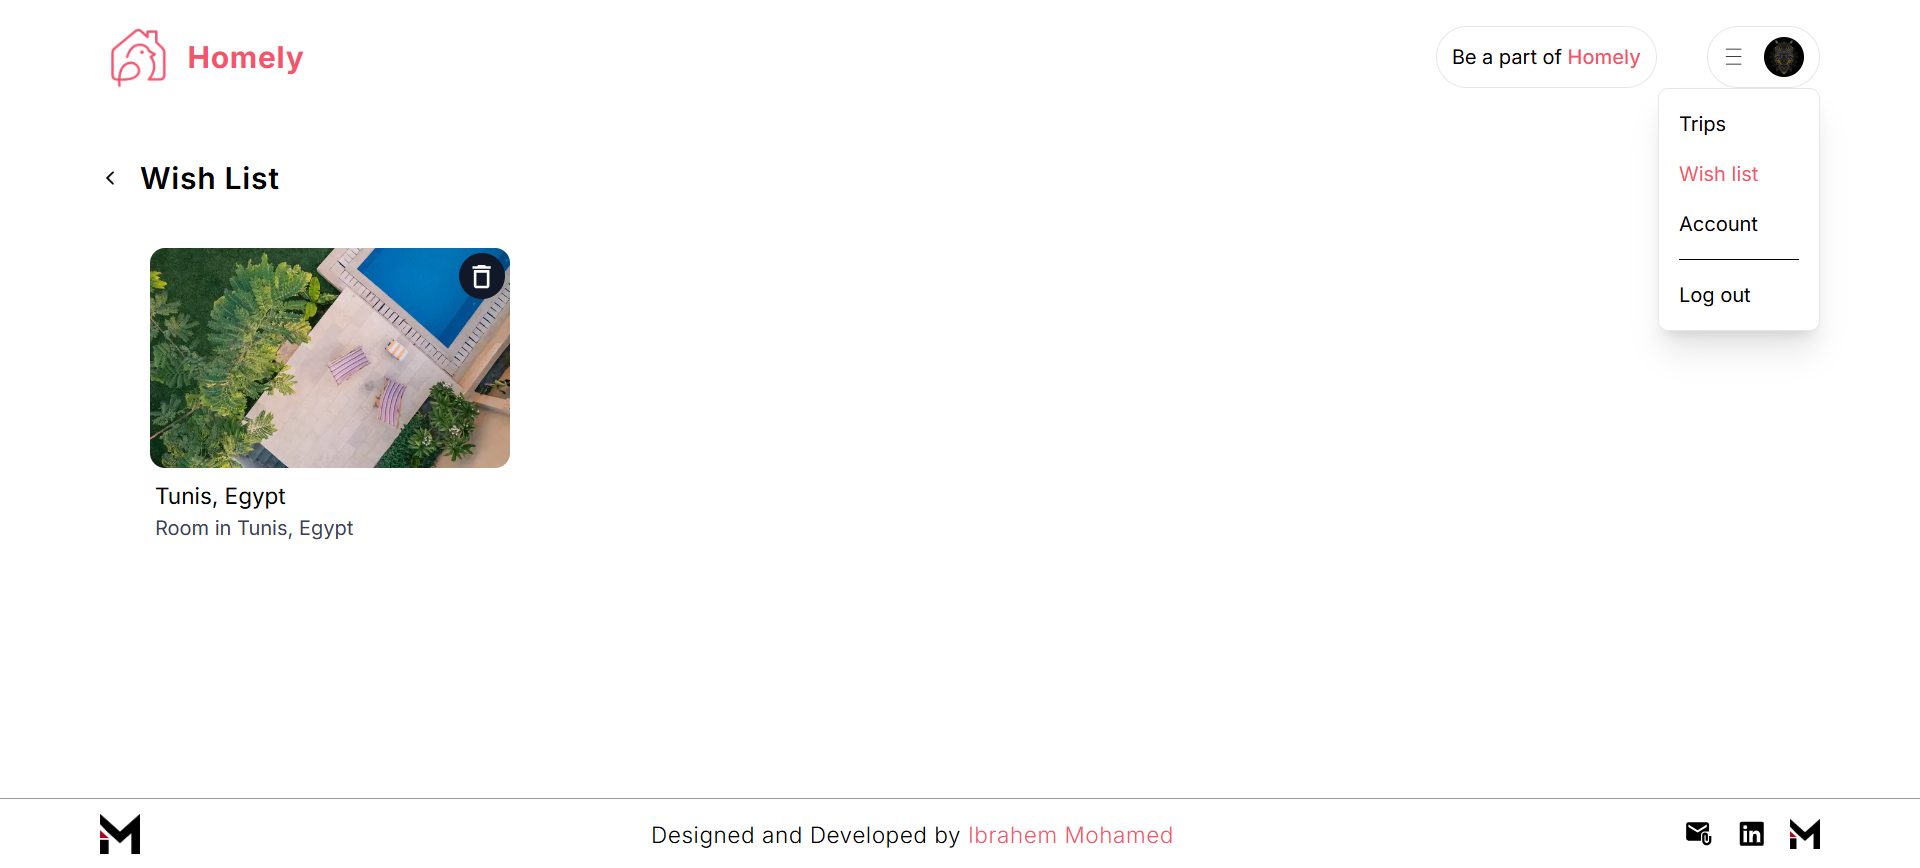 Homely
Be a part of Homely
Trips
Wish list
Account
Log out
Wish List
Tunis, Egypt
Room in Tunis, Egypt
Designed and Developed by Ibrahem Mohamed
in